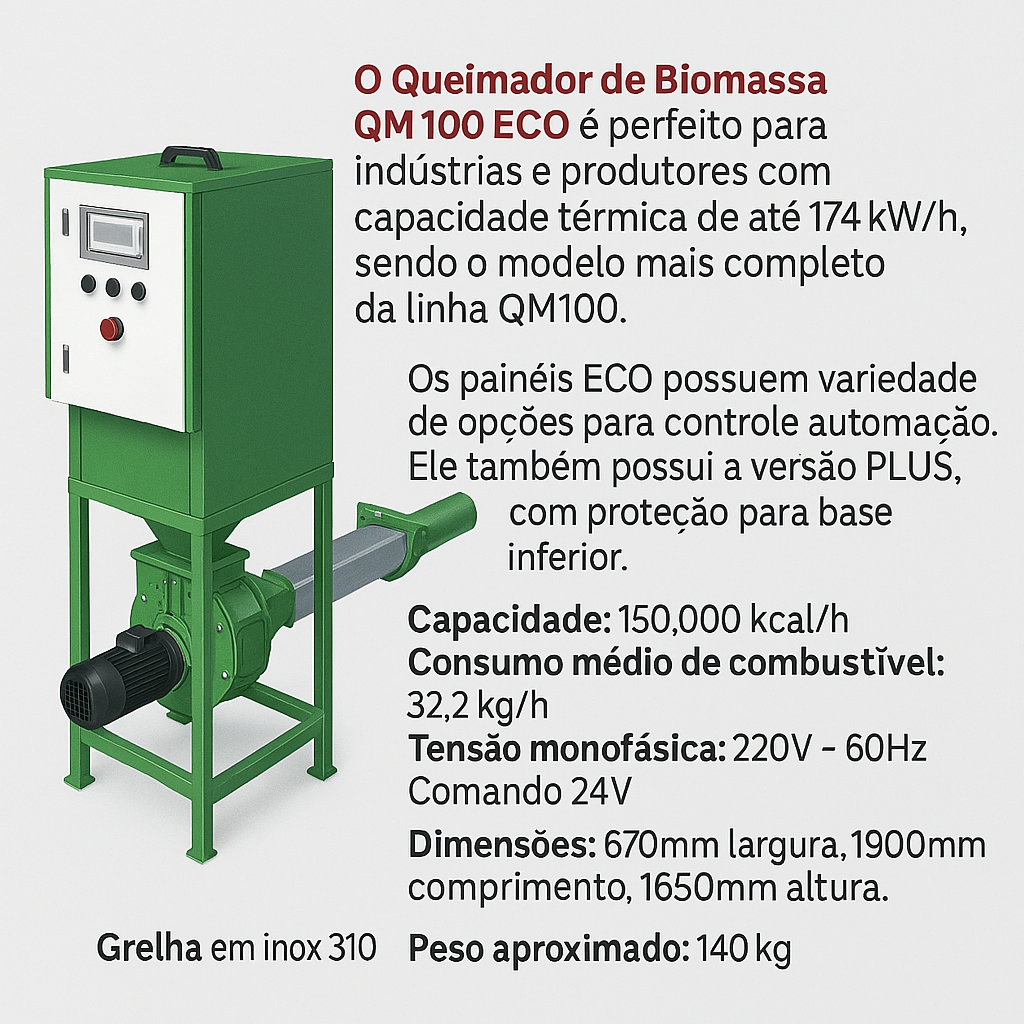 O Queimador de Biomassa
QM 100 ECO é perfeito para
indústrias e produtores com
capacidade térmica de até 174 kW/h,
sendo o modelo mais completo
da linha QM100.
Os painéis ECO possuem variedade
de opções para controle automação.
Ele também possui a versão PLUS,
com proteção para base
inferior.
Capacidade: 150,000 kcal/h
Consumo médio de combustível:
32,2 kg/h
Tensão monofásica: 220V – 60Hz
Comando 24V
Dimensões: 670mm largura, 1900mm
comprimento, 1650mm altura.
Grelha em inox 310
Peso aproximado: 140 kg